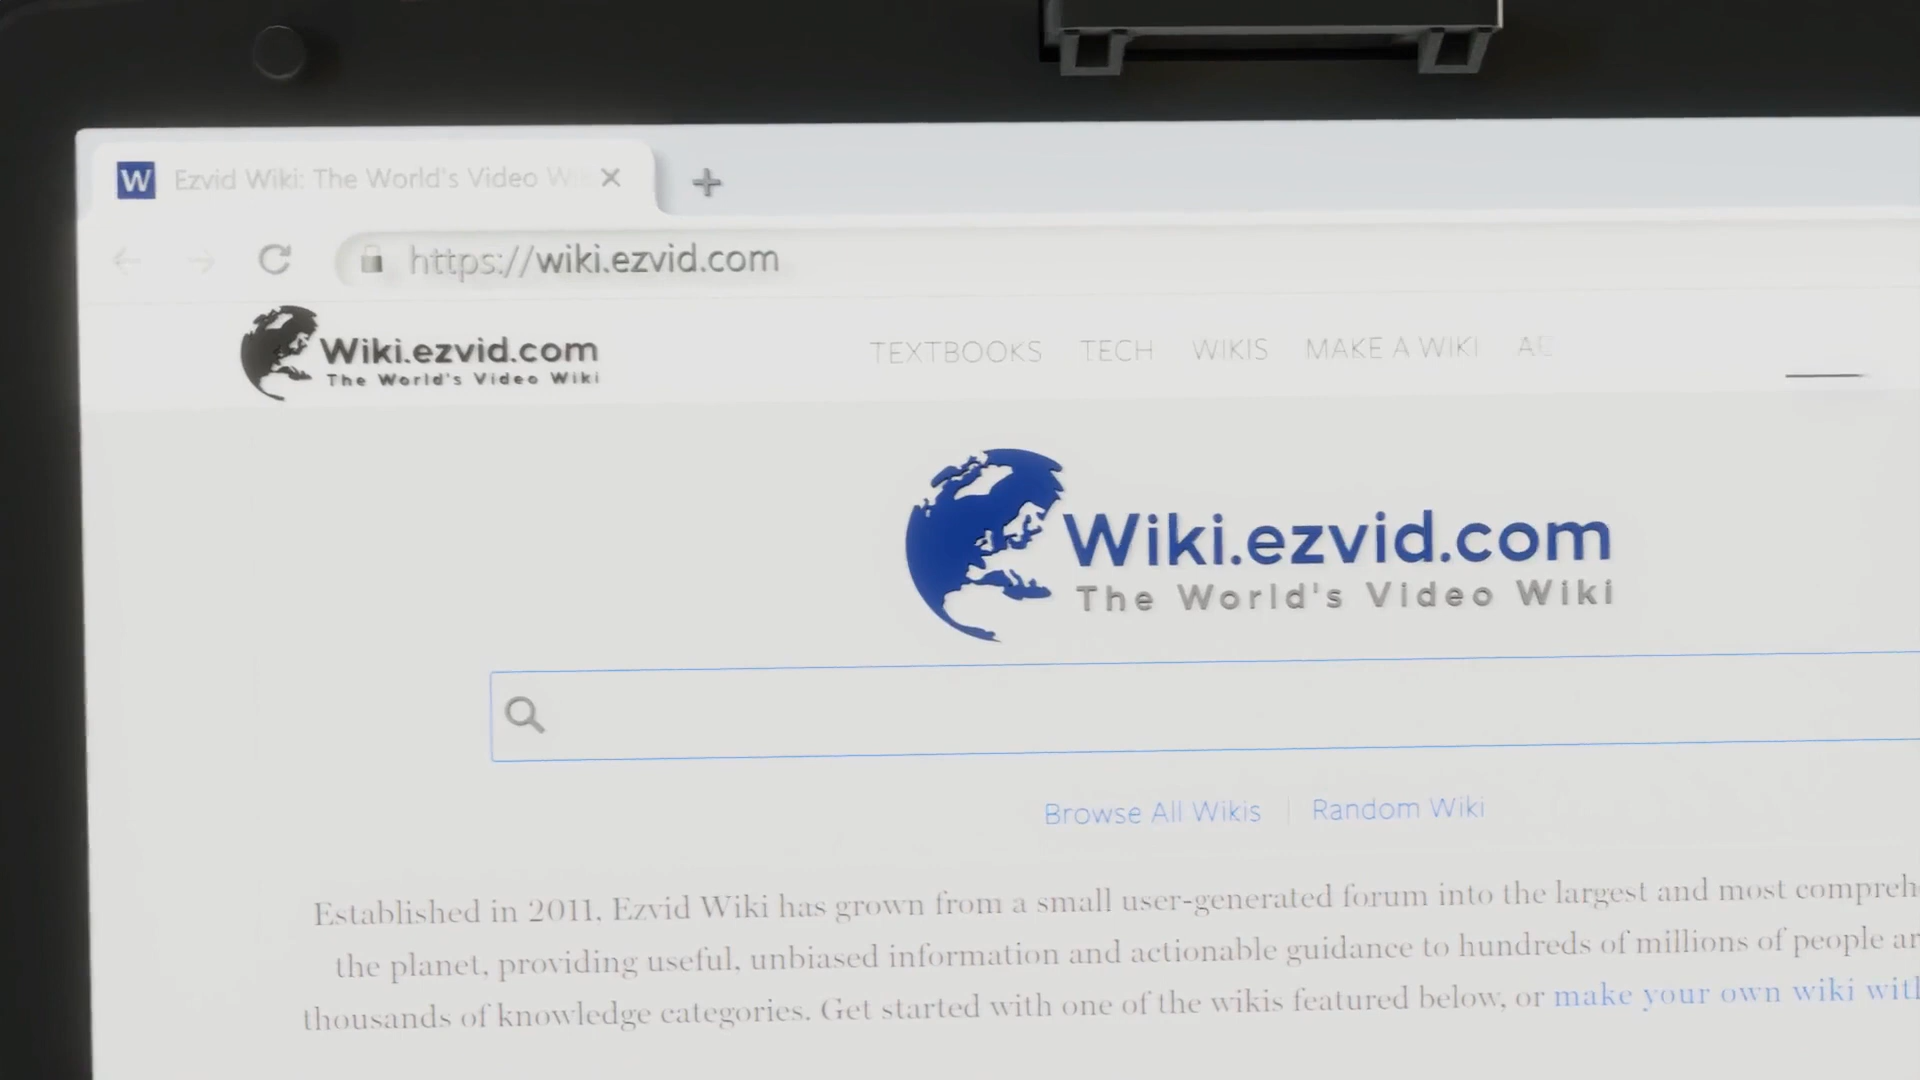 W Ezvid Wiki: The World's Video
https://wiki.ezvid.com
Wiki.ezvid.com
The World's Video Wiki
TEXTBOOKS TECH WIKIS MAKE A WIKI
Wiki.ezvid.com
The World's Video Wiki
Browse All Wikis Random Wiki
Established in 2011, Ezvid Wiki has grown from a small user-generated forum into the largest and most
the planet, providing useful, unbiased information and actionable guidance to hundreds of millions of people
thousands of knowledge categories. Get started with one of the wikis featured below, or make your own wiki